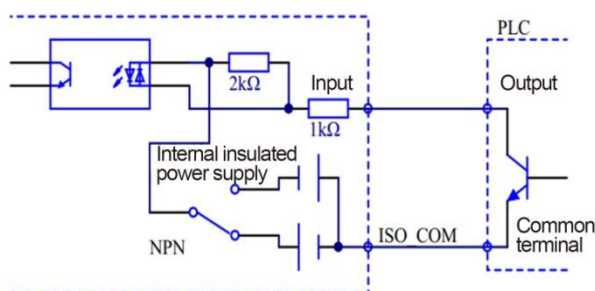 PLC
2kΩ
Input
Output
1kΩ
Internal insulated
power supply
NPN
ISO_COM
Common
terminal